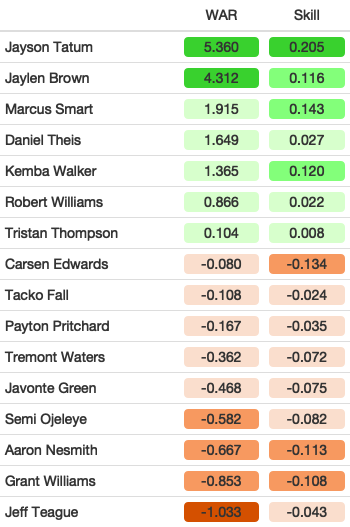 WAR Skill
Jayson Tatum 5.360 0.205
Jaylen Brown 4.312 0.116
Marcus Smart 1.915 0.143
Daniel Theis 1.649 0.027
Kemba Walker 1.365 0.120
Robert Williams 0.866 0.022
Tristan Thompson 0.104 0.008
Carsen Edwards -0.080 -0.134
Tacko Fall -0.108 -0.024
Payton Pritchard -0.167 -0.035
Tremont Waters -0.362 -0.072
Javonte Green -0.468 -0.075
Semi Ojeleye -0.582 -0.082
Aaron Nesmith -0.667 -0.113
Grant Williams -0.853 -0.108
Jeff Teague -1.033 -0.043